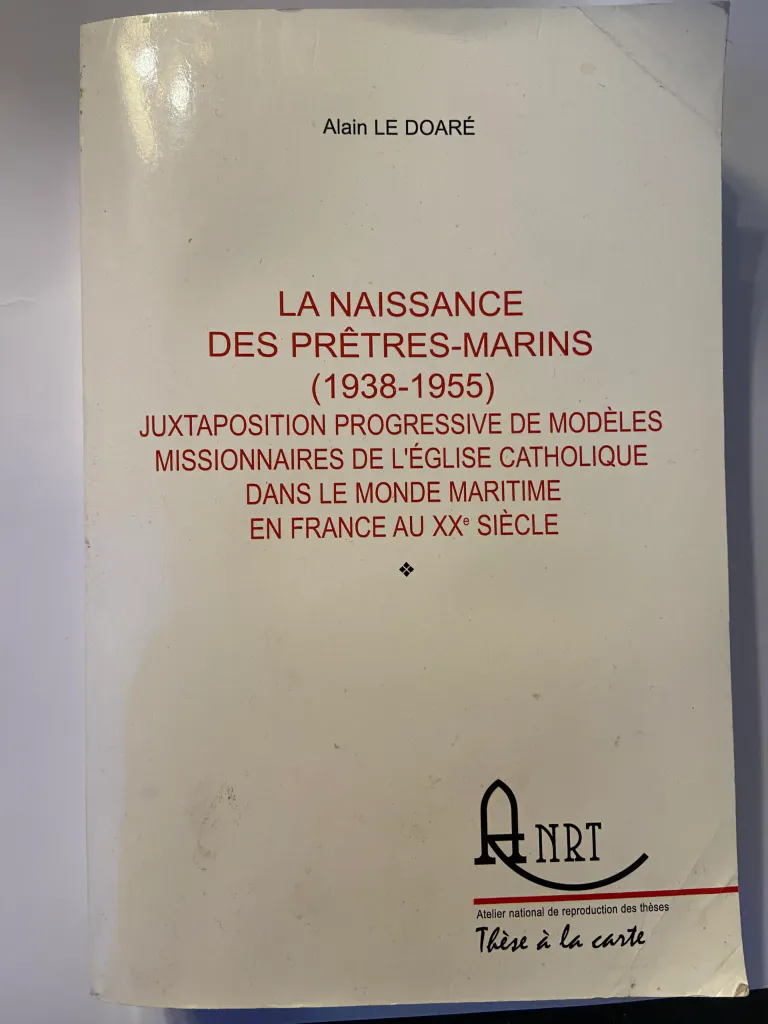 Alain LE DOARÉ
LA NAISSANCE
DES PRÊTRES-MARINS
(1938-1955)
JUXTAPOSITION PROGRESSIVE DE MODÈLES
MISSIONNAIRES DE L'ÉGLISE CATHOLIQUE
DANS LE MONDE MARITIME
EN FRANCE AU XXe SIÈCLE
ANRT
Atelier national de reproduction des thèses
Thèse à la carte